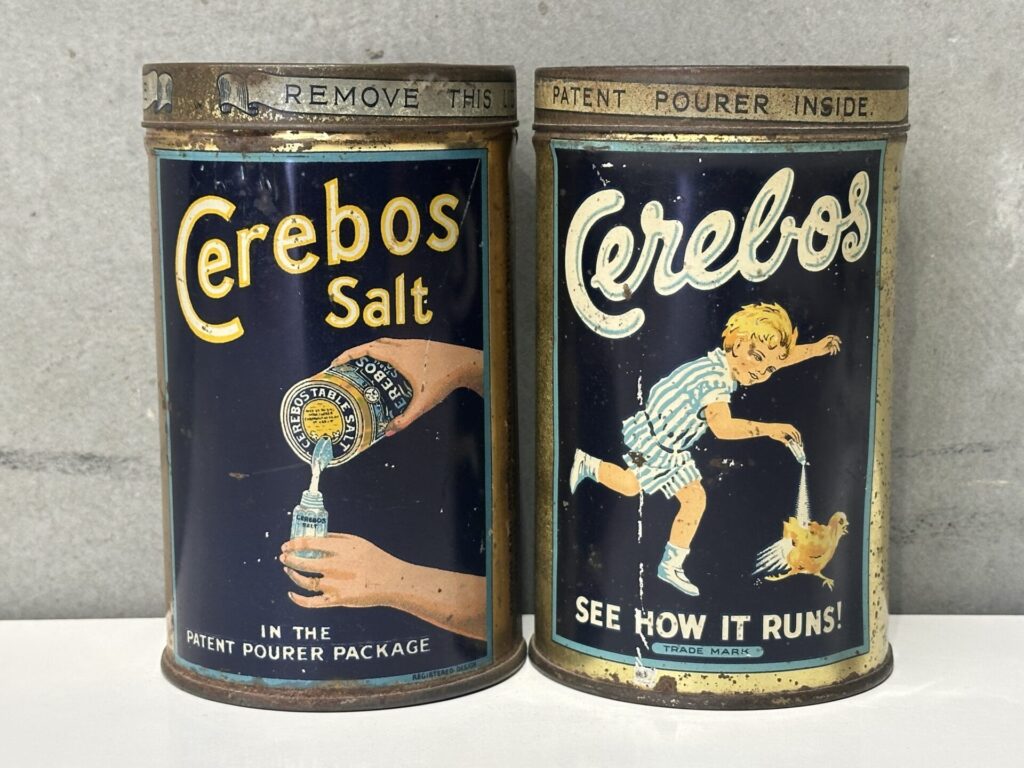 REMOVE THIS
Cerebos
Salt
CEREBOS TABLE SALT
CEREBOS
SALT
IN THE
PATENT POURER PACKAGE
REGISTERED DESIGN
PATENT POURER INSIDE.
Cerebos
SEE HOW IT RUNS!
TRADE MARK